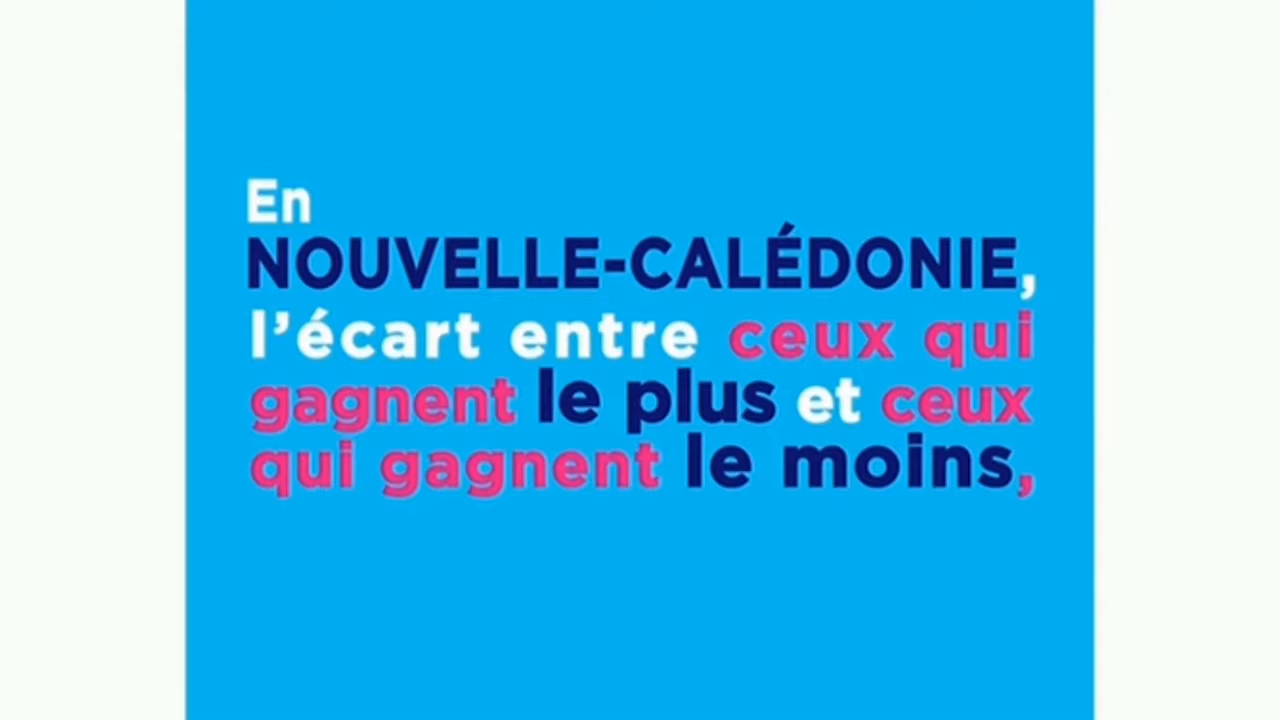 En
NOUVELLE-CALÉDONIE,
l’écart entre ceux qui
gagnent le plus et ceux
qui gagnent le moins,